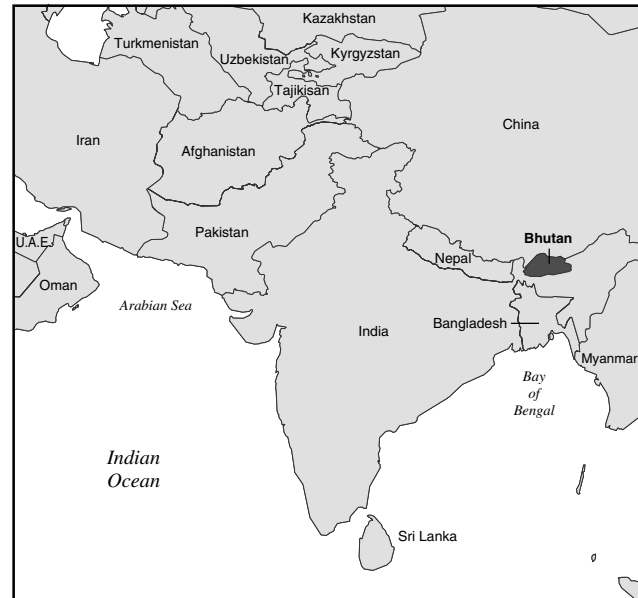 Kazakhstan
Turkmenistan
Uzbekistan
Kyrgyzstan
Tajikisan
China
Iran
Afghanistan
Pakistan
Bhutan
Nepal
U.A.E.
Oman
Arabian Sea
India
Bangladesh
Myanmar
Bay
of
Bengal
Indian
Ocean
Sri Lanka